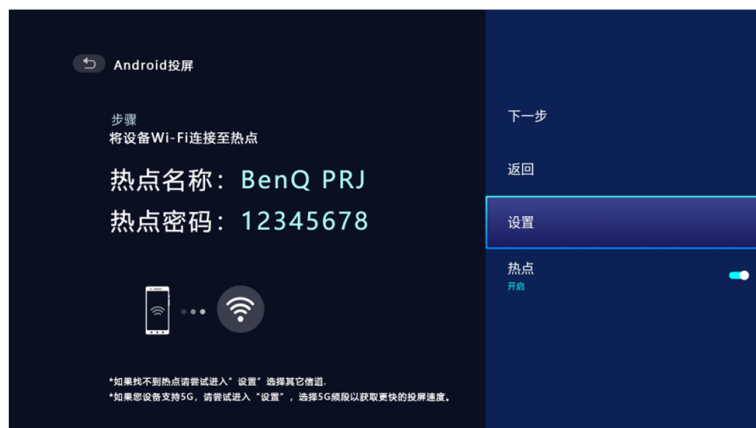 Android投屏
步骤
将设备Wi-Fi连接至热点
热点名称：BenQ PRJ
热点密码：12345678
*如果找不到热点请尝试进入"设置"选择其它信道.
*如果您设备支持5G，请尝试进入"设置"，选择5G频段以获取更快的投屏速度。
下一步
返回
设置
热点
开启